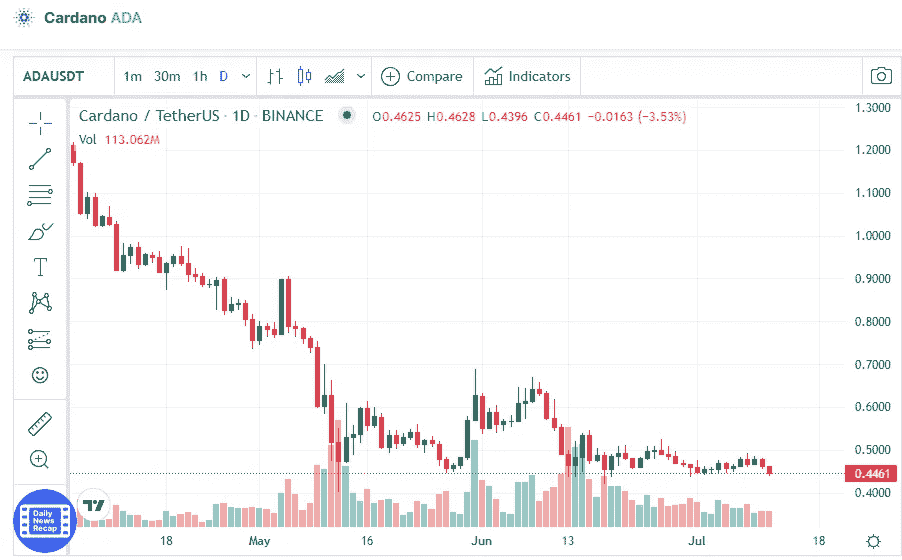 Cardano ADA
ADAUSDT 1m 30m 1h D Compare Indicators
Cardano / TetherUS · 1D · BINANCE O0.4625 H0.4628 L0.4396 C0.4461 −0.0163 (−3.53%)
Vol 113.062M
1.3000
1.2000
1.1000
1.0000
0.9000
0.8000
0.7000
0.6000
0.5000
0.4461
0.4000
T
Daily
News
Recap
18 May 16 Jun 13 Jul 18